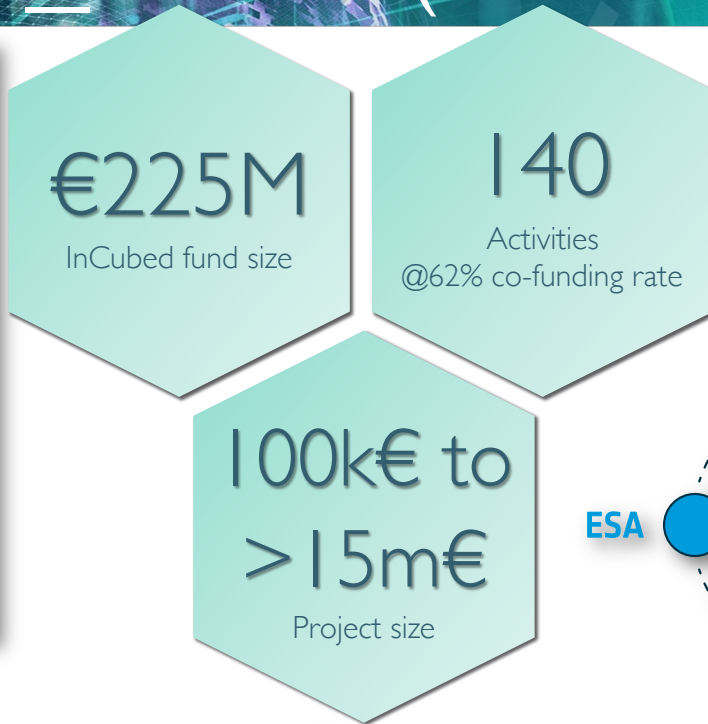 €225M
InCubed fund size
140
Activities
@62% co-funding rate
100k€ to
>15m€
Project size
ESA